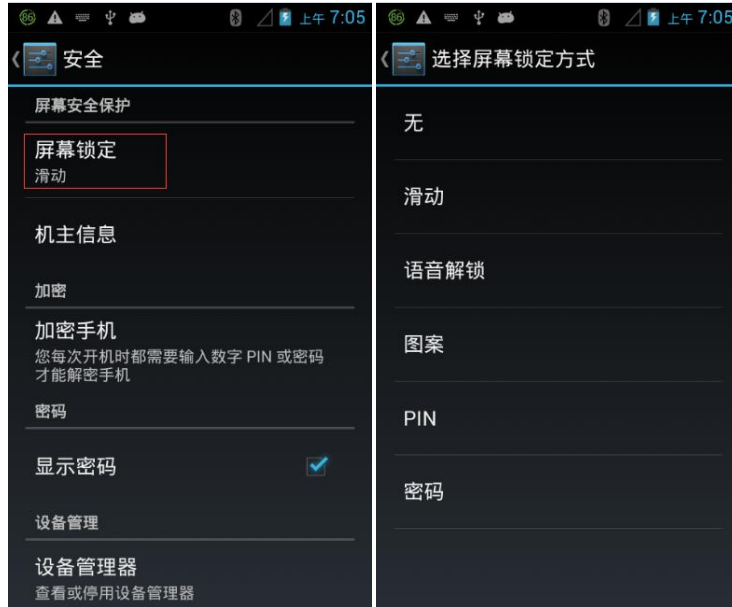 86
上午 7:05
安全
屏幕安全保护
屏幕锁定
滑动
机主信息
加密
加密手机
您每次开机时都需要输入数字 PIN 或密码
才能解密手机
密码
显示密码
设备管理
设备管理器
查看或停用设备管理器
86
上午 7:05
选择屏幕锁定方式
无
滑动
语音解锁
图案
PIN
密码